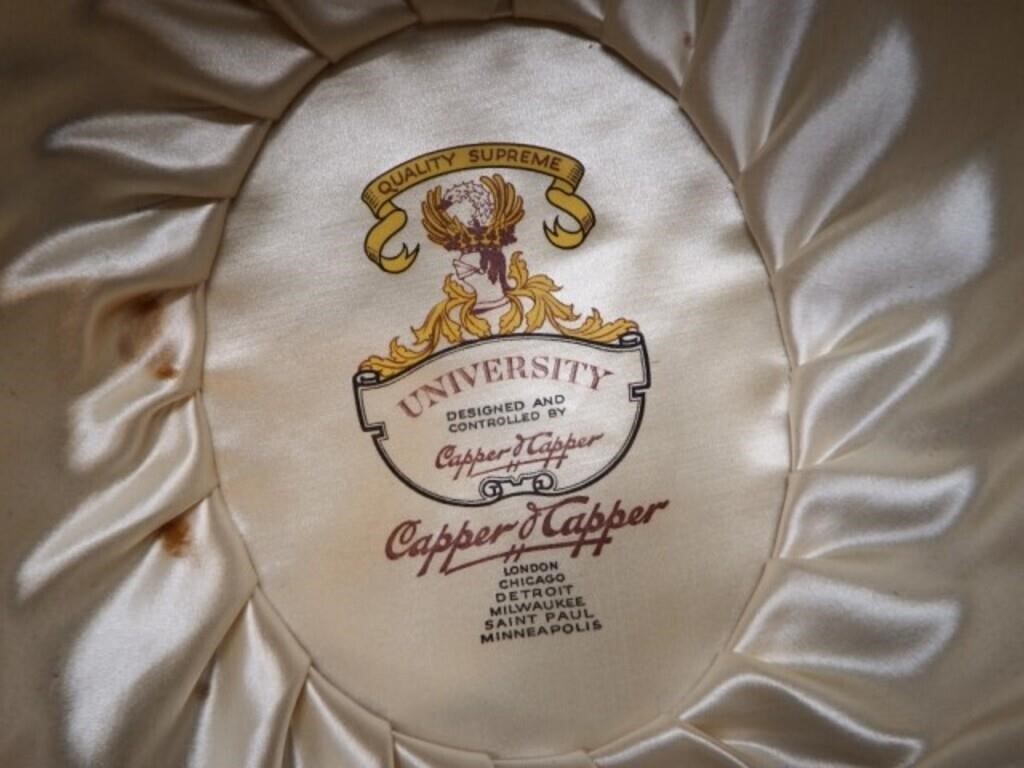 QUALITY SUPREME
UNIVERSITY
DESIGNED AND
CONTROLLED BY
Capper & Capper
Capper & Capper
LONDON
CHICAGO
DETROIT
MILWAUKEE
SAINT PAUL
MINNEAPOLIS